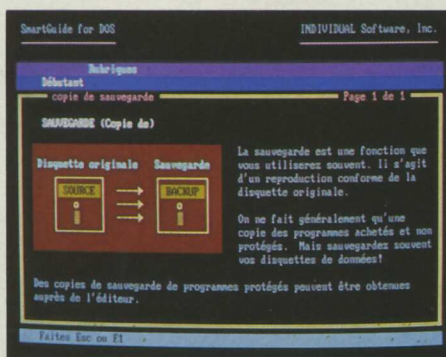 SmartGuide for DOS
INDIVIDUAL Software, Inc.
Rubriques
Débutant
copie de sauvegarde
Page 1 de 1
SAUVEGARDE (Copie de)
Disquette originale
Sauvegarde
SOURCE
BACKUP
La sauvegarde est une fonction que
vous utiliserez souvent. Il s'agit
d'un reproduction conforme de la
disquette originale.
On ne fait généralement qu'une
copie des programmes achetés et non
protégés. Mais sauvegardez souvent
vos disquettes de données!
Des copies de sauvegarde de programmes protégés peuvent être obtenues
auprès de l'éditeur.
Faites Esc ou F1